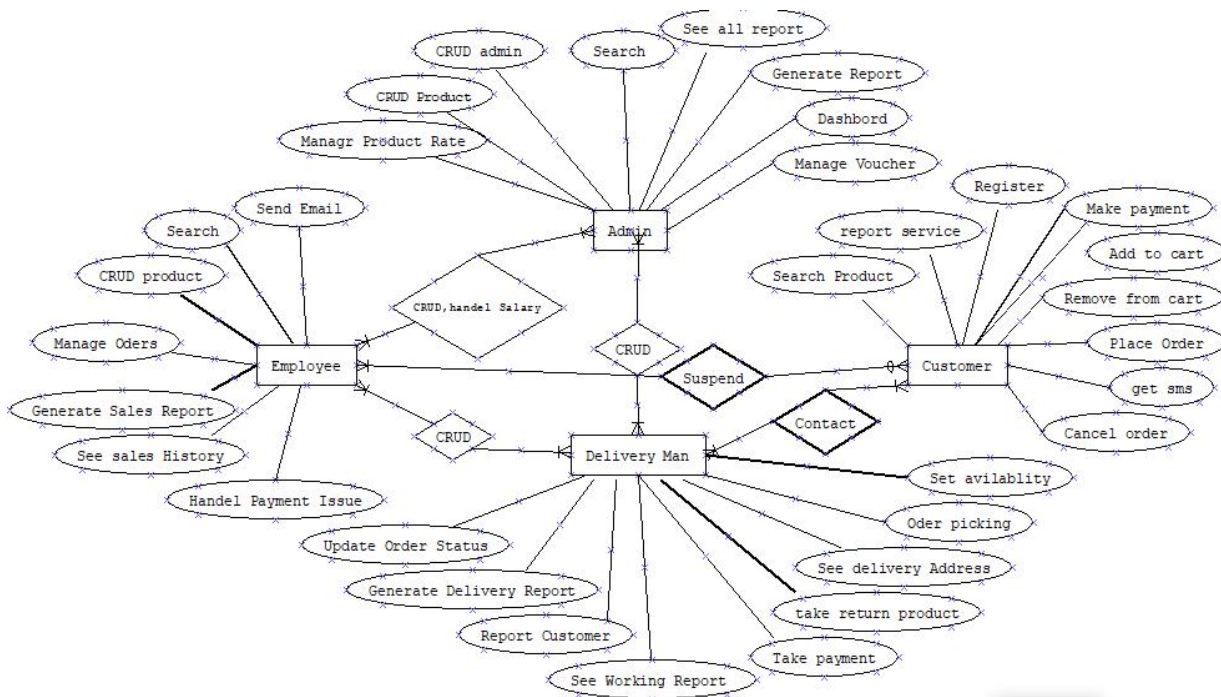 See all report
CRUD admin
Search
Generate Report
CRUD Product
Dashbord
Managr Product Rate
Manage Voucher
Register
Send Email
Make payment
Search
Admin
report service
Add to cart
CRUD product
Search Product
Remove from cart
CRUD,handel Salary
Manage Oders
CRUD
Place Order
Employee
Suspend
Customer
get sms
Generate Sales Report
Contact
CRUD
Cancel order
See sales History
Delivery Man
Set avilablity
Handel Payment Issue
Oder picking
Update Order Status
See delivery Address
Generate Delivery Report
take return product
Report Customer
Take payment
See Working Report